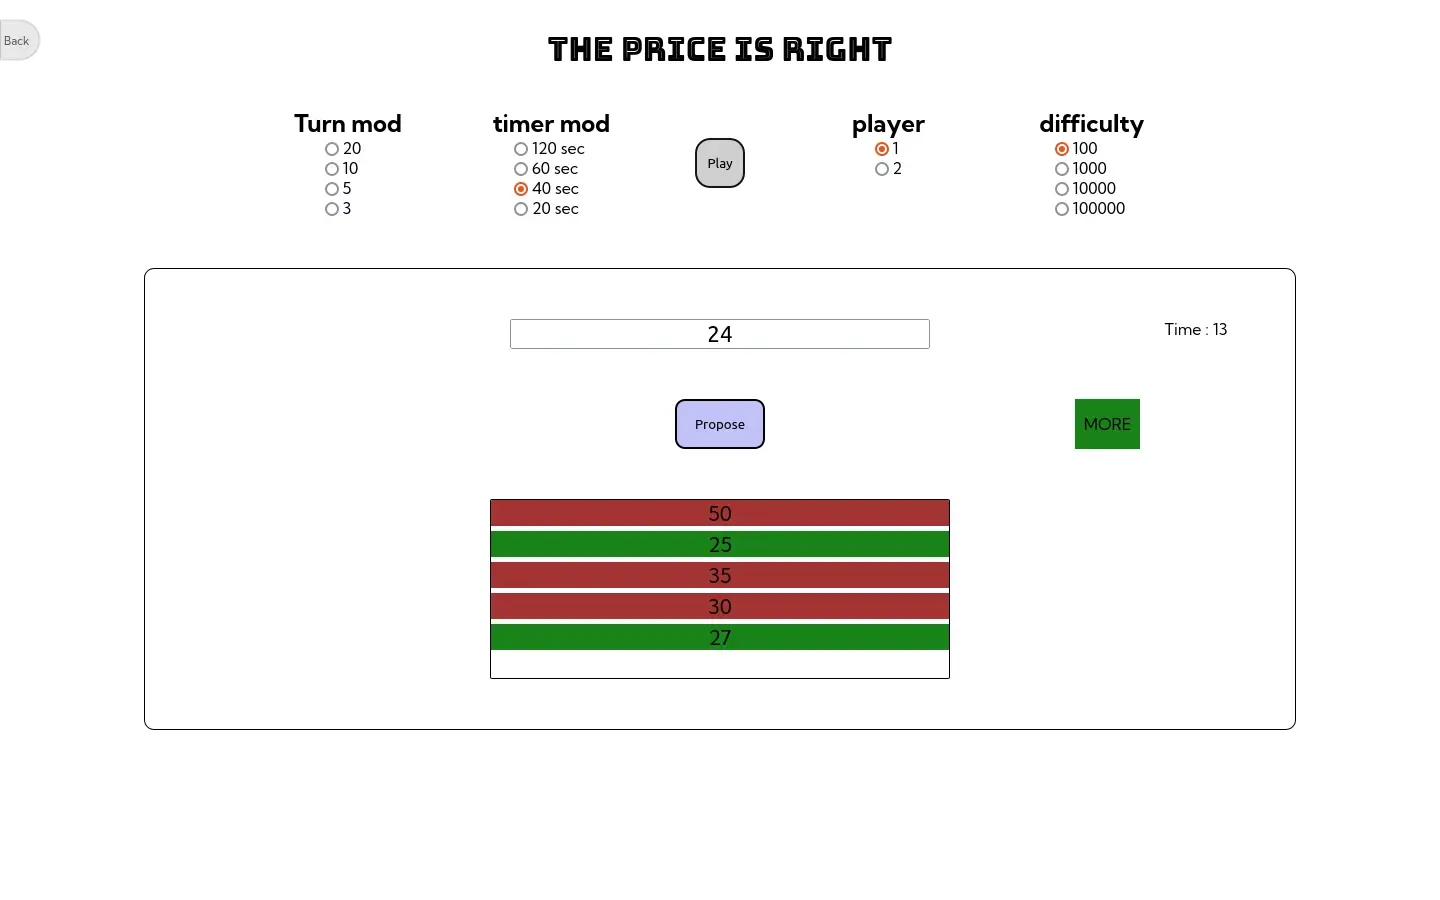 Back
THE PRICE IS RIGHT
Turn mod
20
10
5
3
timer mod
120 sec
60 sec
40 sec
20 sec
Play
player
1
2
difficulty
100
1000
10000
100000
24
Time : 13
Propose
MORE
50
25
35
30
27